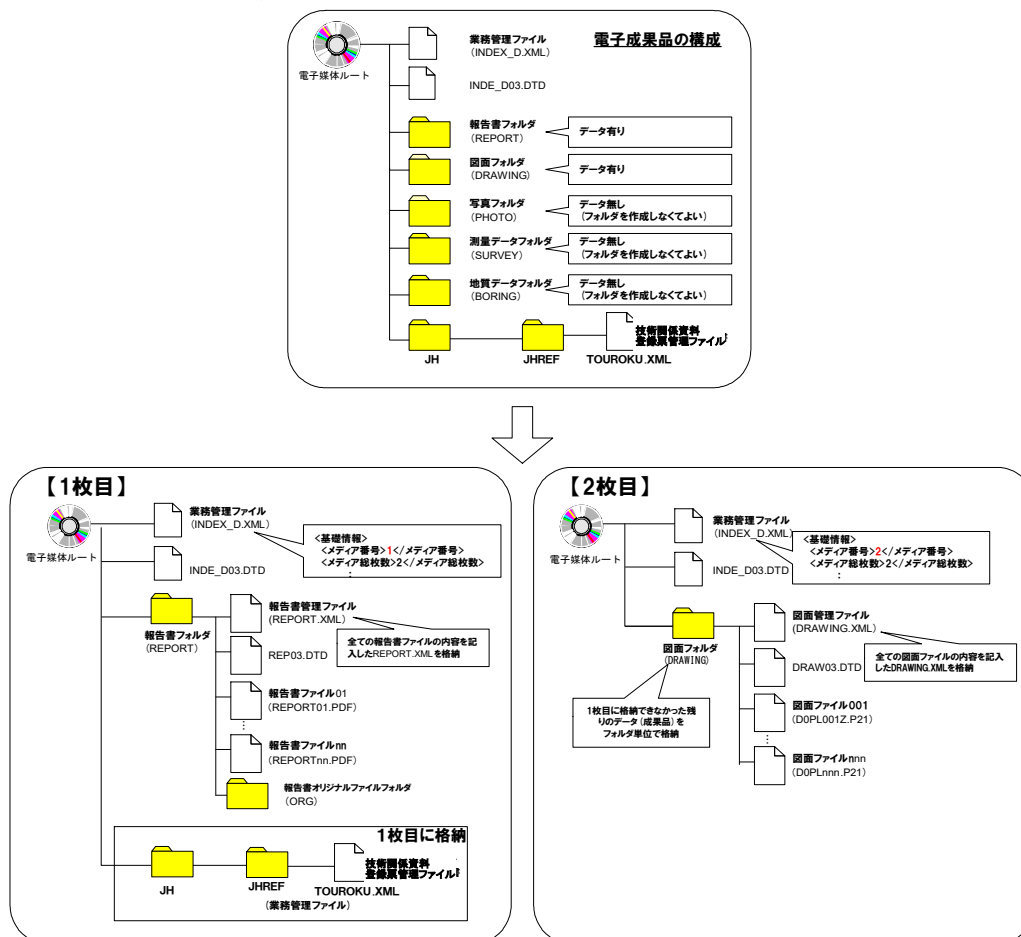 電子成果品の構成
電子媒体ルート
業務管理ファイル
(INDEX_D.XML)
INDE_D03.DTD
報告書フォルダ
(REPORT)
データ有り
図面フォルダ
(DRAWING)
データ有り
写真フォルダ
(PHOTO)
データ無し
(フォルダを作成しなくてよい)
測量データフォルダ
(SURVEY)
データ無し
(フォルダを作成しなくてよい)
地質データフォルダ
(BORING)
データ無し
(フォルダを作成しなくてよい)
JH
JHREF
技術関係資料
登録票管理ファイル
TOUROKU.XML
【1枚目】
電子媒体ルート
業務管理ファイル
(INDEX_D.XML)
<基礎情報>
<メディア番号>1</メディア番号>
<メディア総枚数>2</メディア総枚数>
:
INDE_D03.DTD
報告書フォルダ
(REPORT)
報告書管理ファイル
(REPORT.XML)
全ての報告書ファイルの内容を記
入したREPORT.XMLを格納
REP03.DTD
報告書ファイル01
(REPORT01.PDF)
⋮
報告書ファイルnn
(REPORTnn.PDF)
報告書オリジナルファイルフォルダ
(ORG)
1枚目に格納
JH
JHREF
技術関係資料
登録票管理ファイル
TOUROKU.XML
(業務管理ファイル)
【2枚目】
電子媒体ルート
業務管理ファイル
(INDEX_D.XML)
<基礎情報>
<メディア番号>2</メディア番号>
<メディア総枚数>2</メディア総枚数>
:
INDE_D03.DTD
図面フォルダ
(DRAWING)
1枚目に格納できなかった残
りのデータ(成果品)を
フォルダ単位で格納
図面管理ファイル
(DRAWING.XML)
全ての図面ファイルの内容を記入
したDRAWING.XMLを格納
DRAW03.DTD
図面ファイル001
(D0PL001Z.P21)
⋮
図面ファイルnnn
(D0PLnnn.P21)